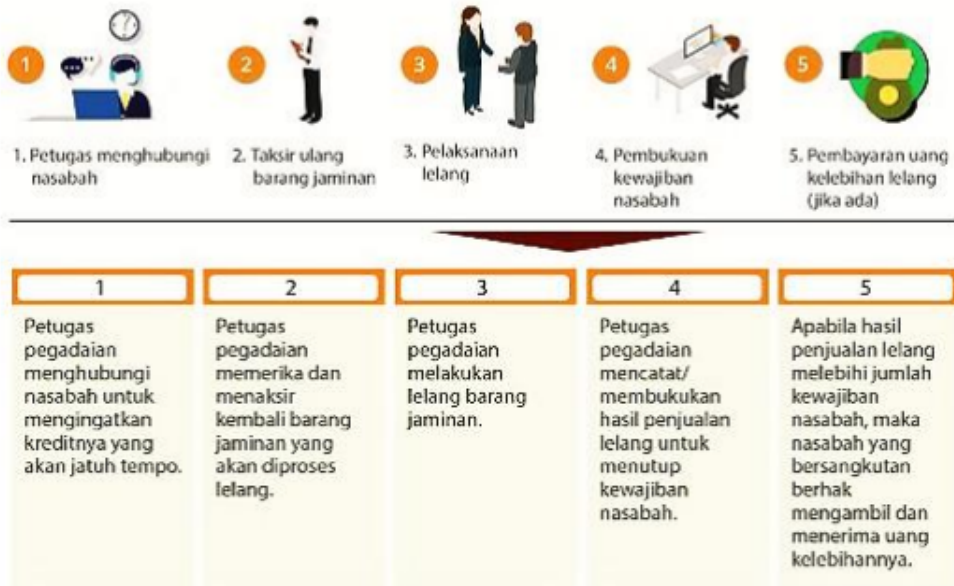 1
2
3
4
5
1. Petugas menghubungi
nasabah
2. Taksir ulang
barang jaminan
3. Pelaksanaan
lelang
4. Pembukuan
kewajiban
nasabah
5. Pembayaran uang
kelebihan lelang
(jika ada)
1
Petugas
pegadaian
menghubungi
nasabah untuk
mengingatkan
kreditnya yang
akan jatuh tempo.
2
Petugas
pegadaian
memerika dan
menaksir
kembali barang
jaminan yang
akan diproses
lelang.
3
Petugas
pegadaian
melakukan
lelang barang
jaminan.
4
Petugas
pegadaian
mencatat/
membukukan
hasil penjualan
lelang untuk
menutup
kewajiban
nasabah.
5
Apabila hasil
penjualan lelang
melebihi jumlah
kewajiban
nasabah, maka
nasabah yang
bersangkutan
berhak
mengambil dan
menerima uang
kelebihannya.